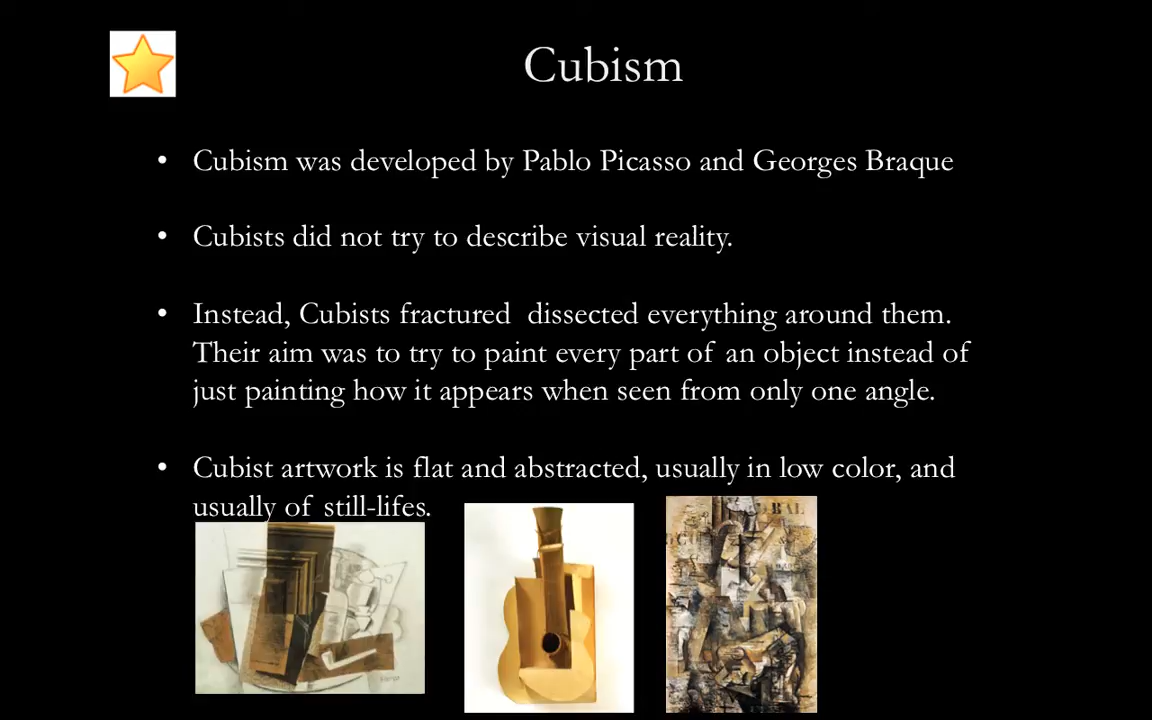 Cubism
• Cubism was developed by Pablo Picasso and Georges Braque
• Cubists did not try to describe visual reality.
• Instead, Cubists fractured  dissected everything around them.
Their aim was to try to paint every part of an object instead of
just painting how it appears when seen from only one angle.
• Cubist artwork is flat and abstracted, usually in low color, and
usually of still-lifes.
BAL